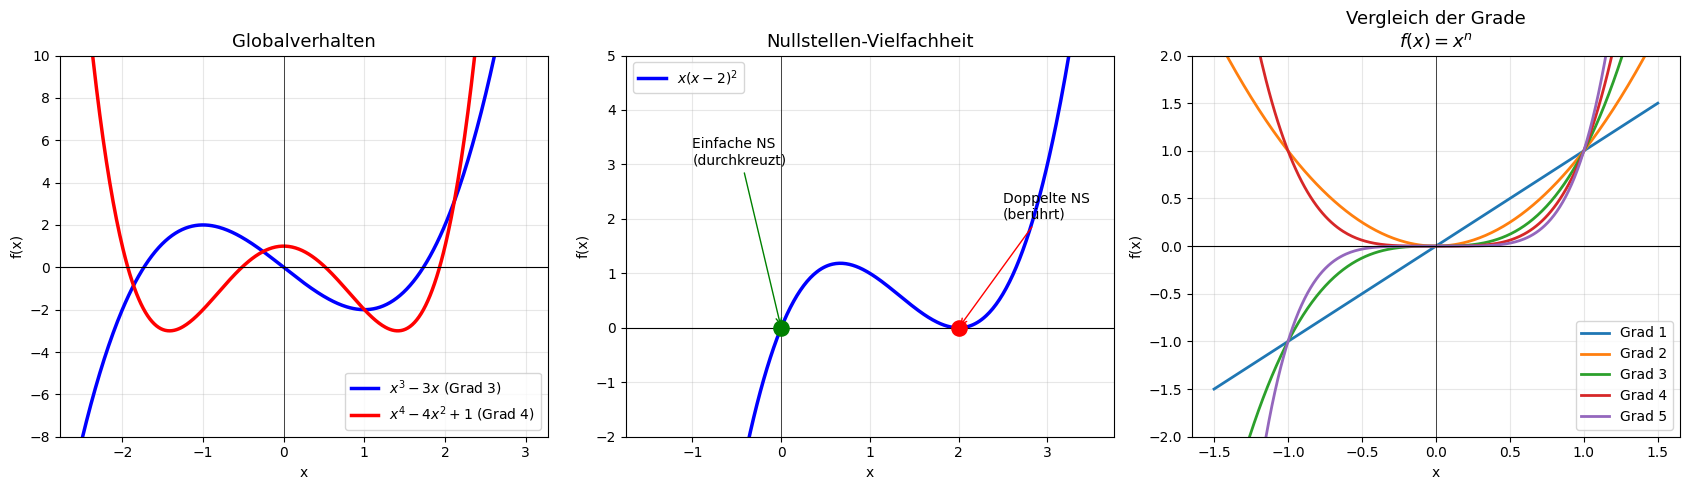 Globalverhalten
10
8
6
4
2
0
−2
−4
−6
−8
f(x)
−2
−1
0
1
2
3
x
x³ − 3x (Grad 3)
x⁴ − 4x² + 1 (Grad 4)
Nullstellen-Vielfachheit
x(x − 2)²
5
4
3
2
1
0
−1
−2
f(x)
Einfache NS
(durchkreuzt)
Doppelte NS
(berührt)
−1
0
1
2
3
x
Vergleich der Grade
f(x) = xⁿ
2.0
1.5
1.0
0.5
0.0
−0.5
−1.0
−1.5
−2.0
f(x)
−1.5
−1.0
−0.5
0.0
0.5
1.0
1.5
x
Grad 1
Grad 2
Grad 3
Grad 4
Grad 5